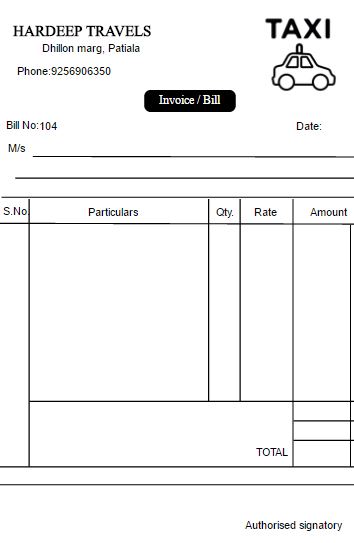 HARDEEP TRAVELS
TAXI
Dhillon marg, Patiala
Phone:9256906350
Invoice / Bill
Bill No:104 Date:
M/s
S.No. Particulars Qty. Rate Amount
TOTAL
Authorised signatory